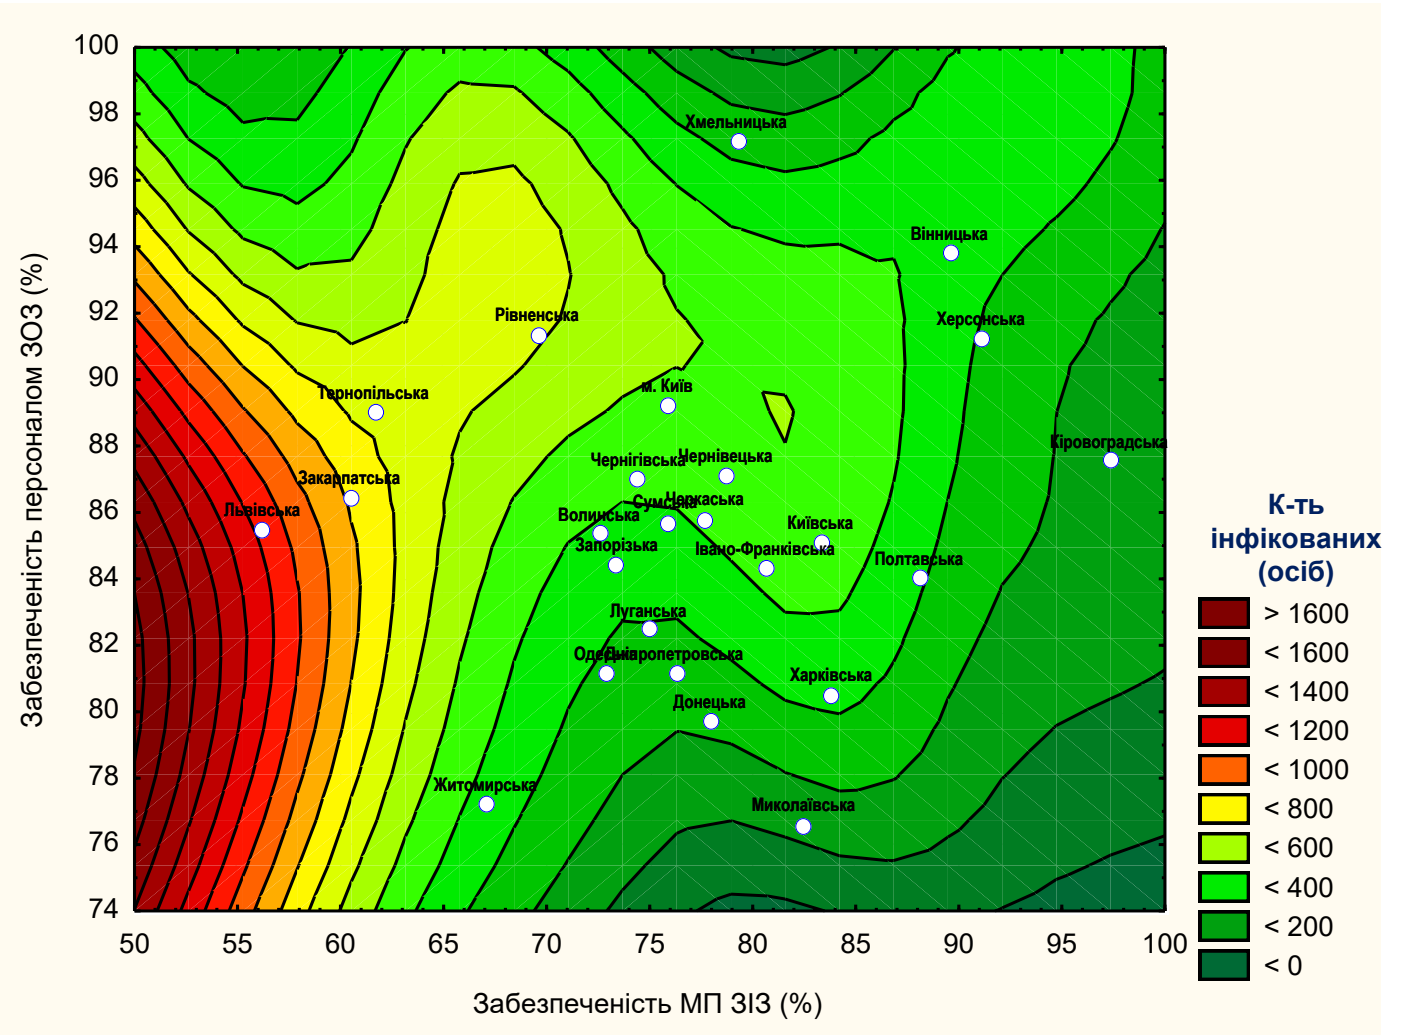 100
98
96
94
92
90
88
86
84
82
80
78
76
74
Забезпеченість персоналом ЗОЗ (%)
Хмельницька
Вінницька
Рівненська
Херсонська
м. Київ
Тернопільська
Кіровоградська
Чернівецька
Чернігівська
Закарпатська
Черкаська
Сумська
Львівська
Волинська
Київська
Запорізька
Івано-Франківська
Полтавська
Луганська
Одеська
Дніпропетровська
Харківська
Донецька
Житомирська
Миколаївська
50 55 60 65 70 75 80 85 90 95 100
Забезпеченість МП ЗІЗ (%)
К-ть
інфікованих
(осіб)
> 1600
< 1600
< 1400
< 1200
< 1000
< 800
< 600
< 400
< 200
< 0